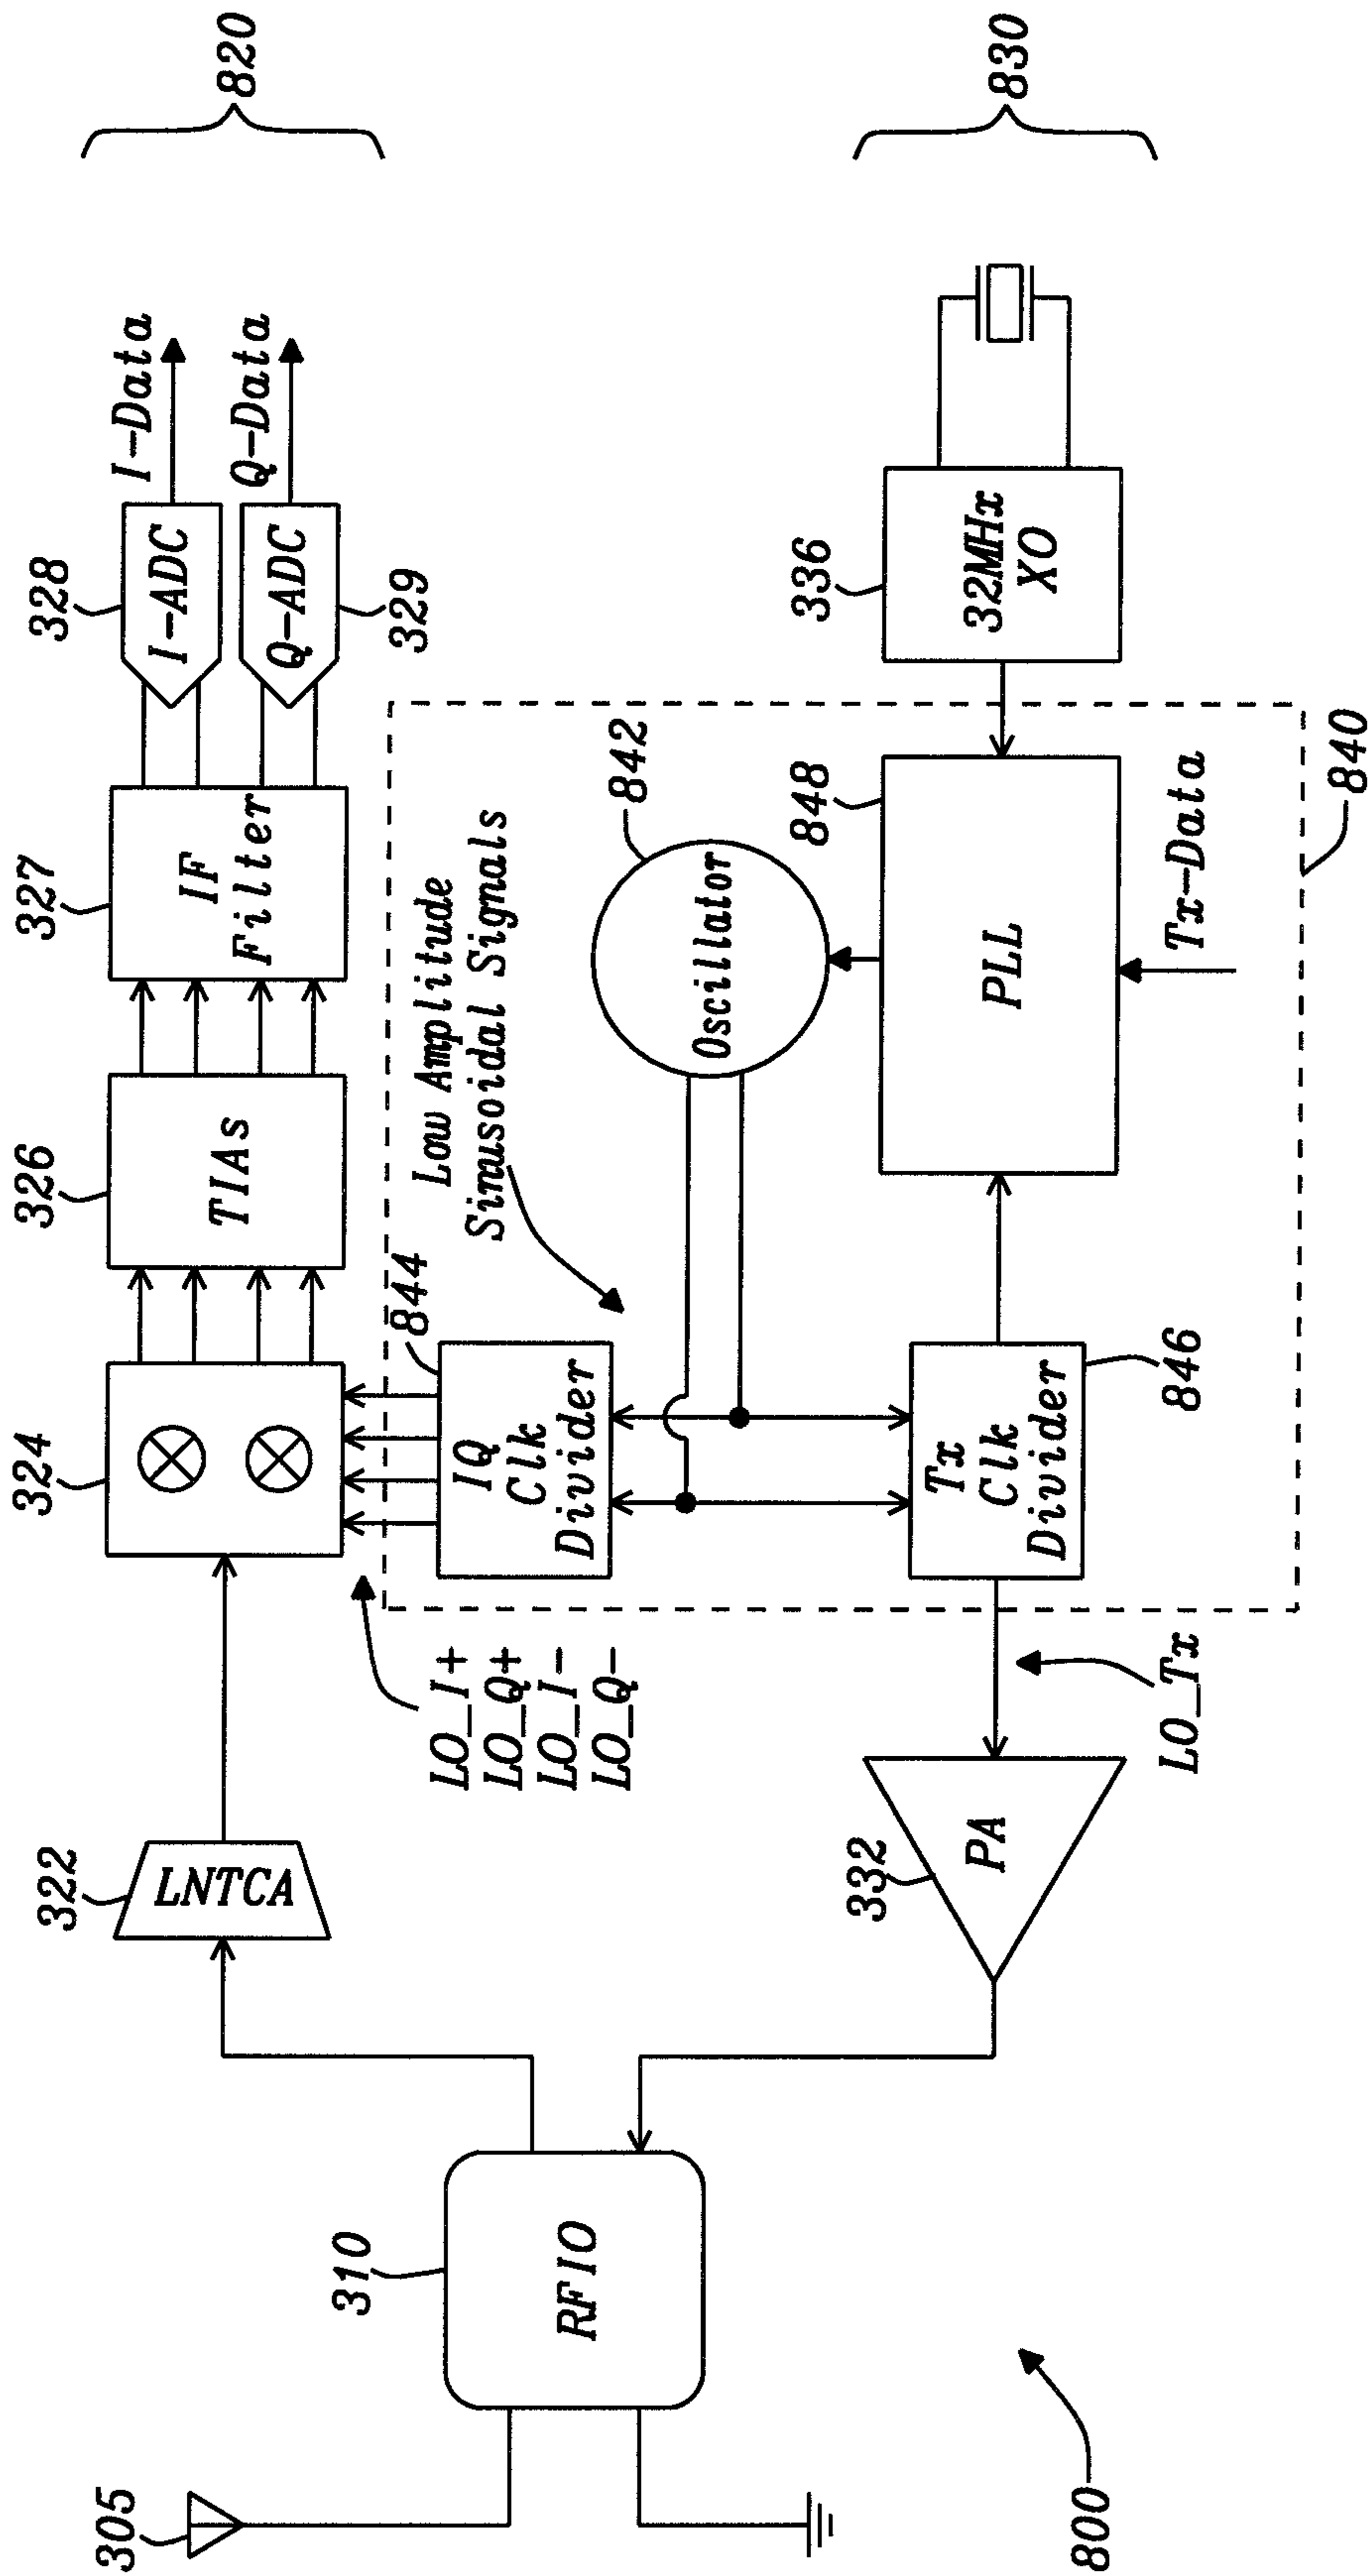 820
830
328
I-Data
I-ADC
Q-Data
Q-ADC
329
327
IF
Filter
326
TIAs
324
322
LNTCA
336
32MHx
XO
842
Oscillator
Low Amplitude
Sinusoidal Signals
848
PLL
Tx-Data
840
844
IQ
Clk
Divider
846
Tx
Clk
Divider
LO_I+
LO_Q+
LO_I-
LO_Q-
LO_Tx
332
PA
310
RFIO
305
800